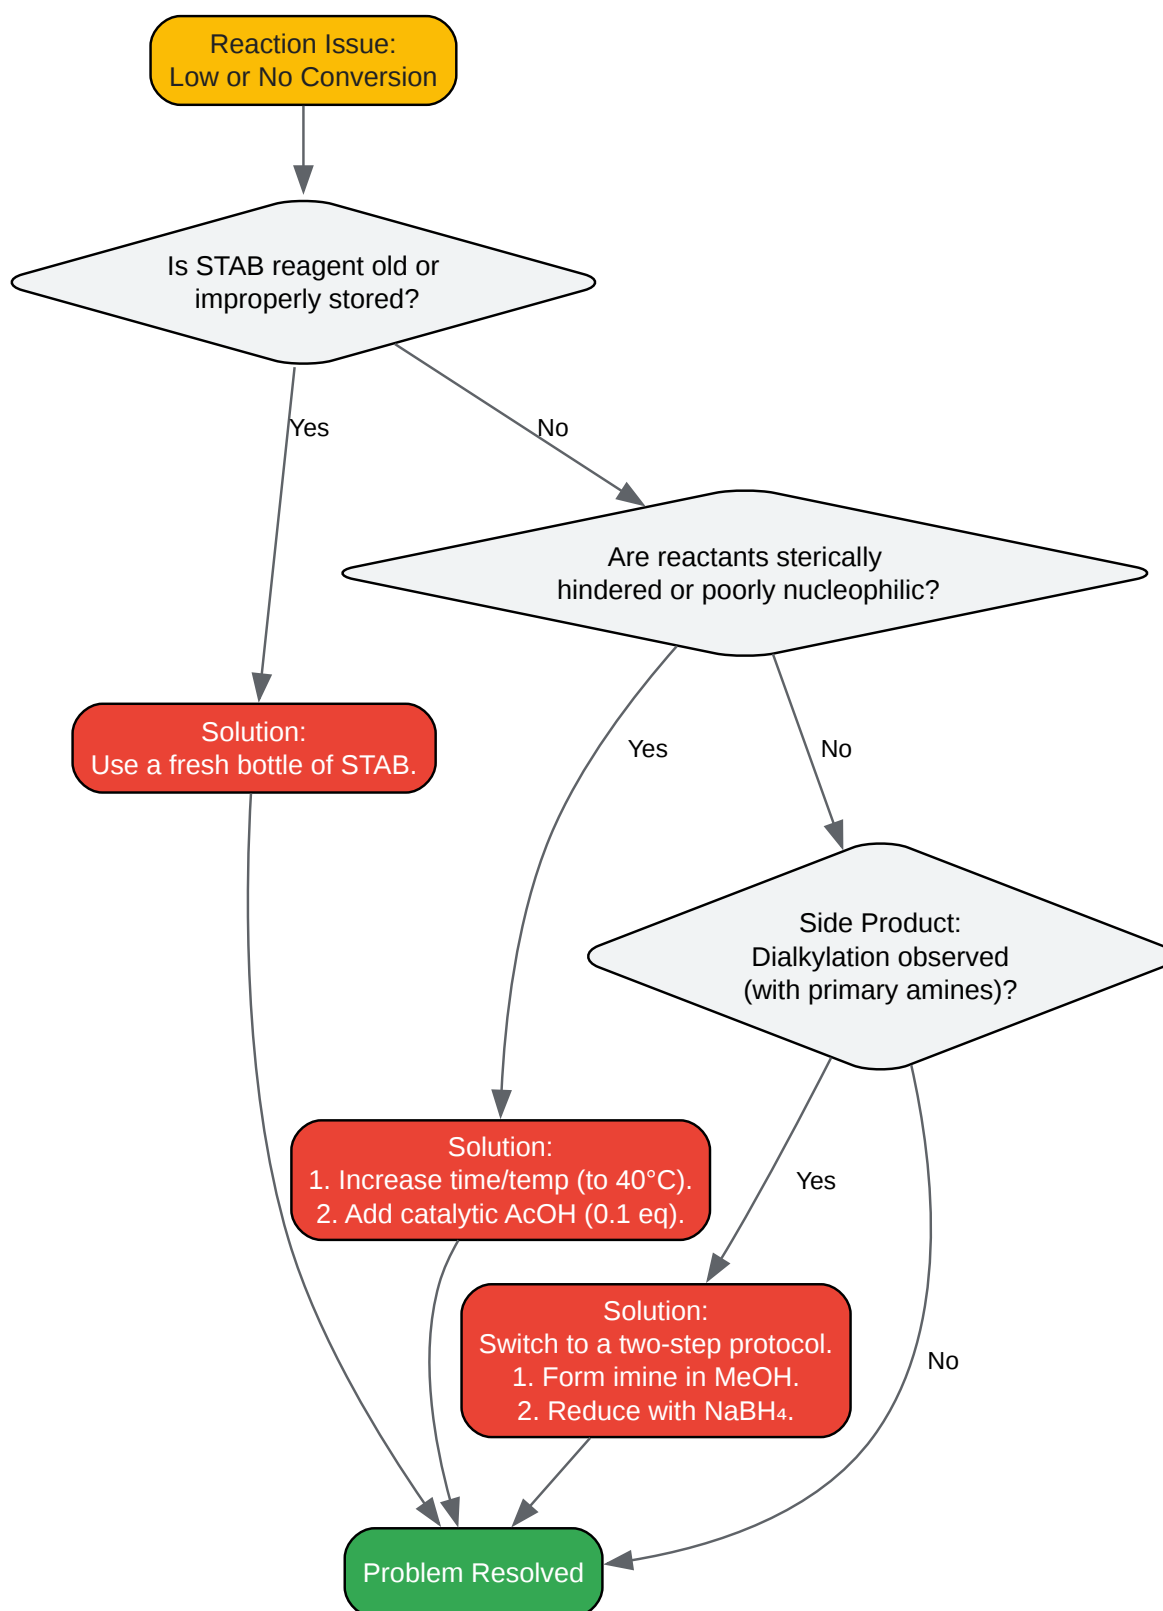 Reaction Issue:
Low or No Conversion
Is STAB reagent old or
improperly stored?
Yes
No
Are reactants sterically
hindered or poorly nucleophilic?
Solution:
Use a fresh bottle of STAB.
Yes
No
Side Product:
Dialkylation observed
(with primary amines)?
Solution:
1. Increase time/temp (to 40°C).
2. Add catalytic AcOH (0.1 eq).
Yes
Solution:
Switch to a two-step protocol.
1. Form imine in MeOH.
2. Reduce with NaBH₄.
No
Problem Resolved